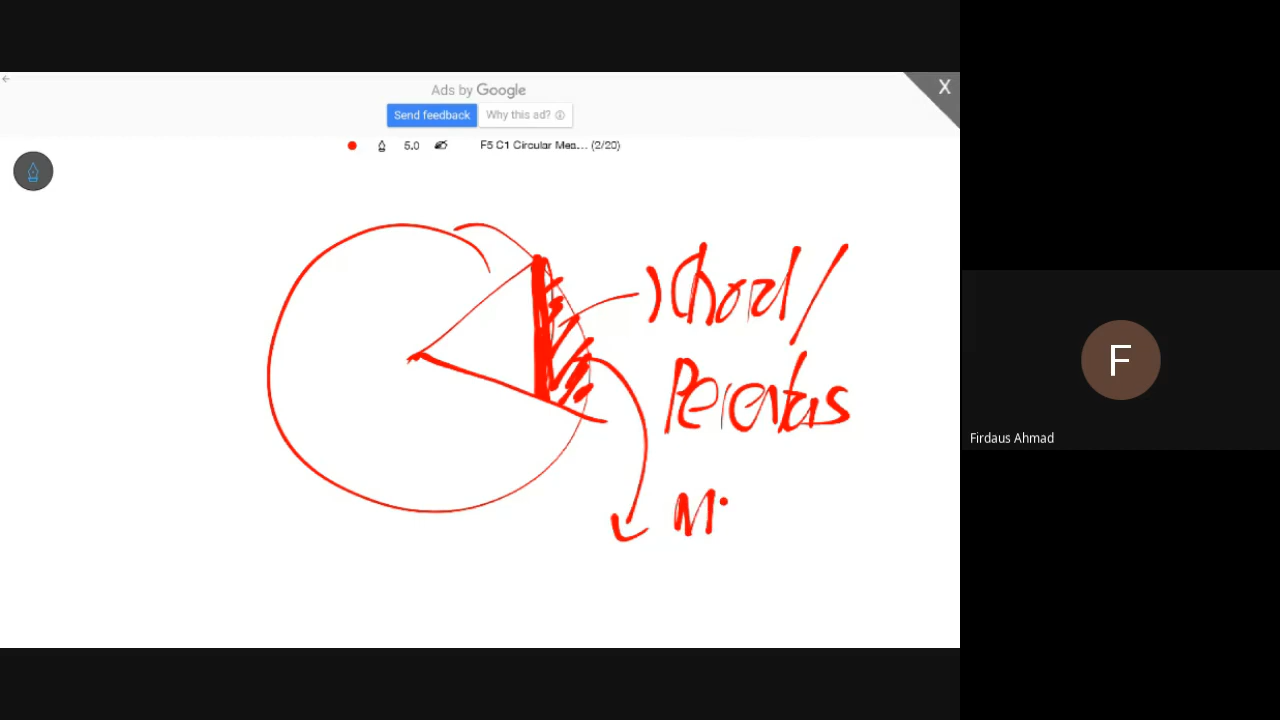 Ads by Google
Send feedback
Why this ad?
5.0
F5 C1 Circular Mea... (2/20)
X
Chord/
Perentas
M
F
Firdaus Ahmad